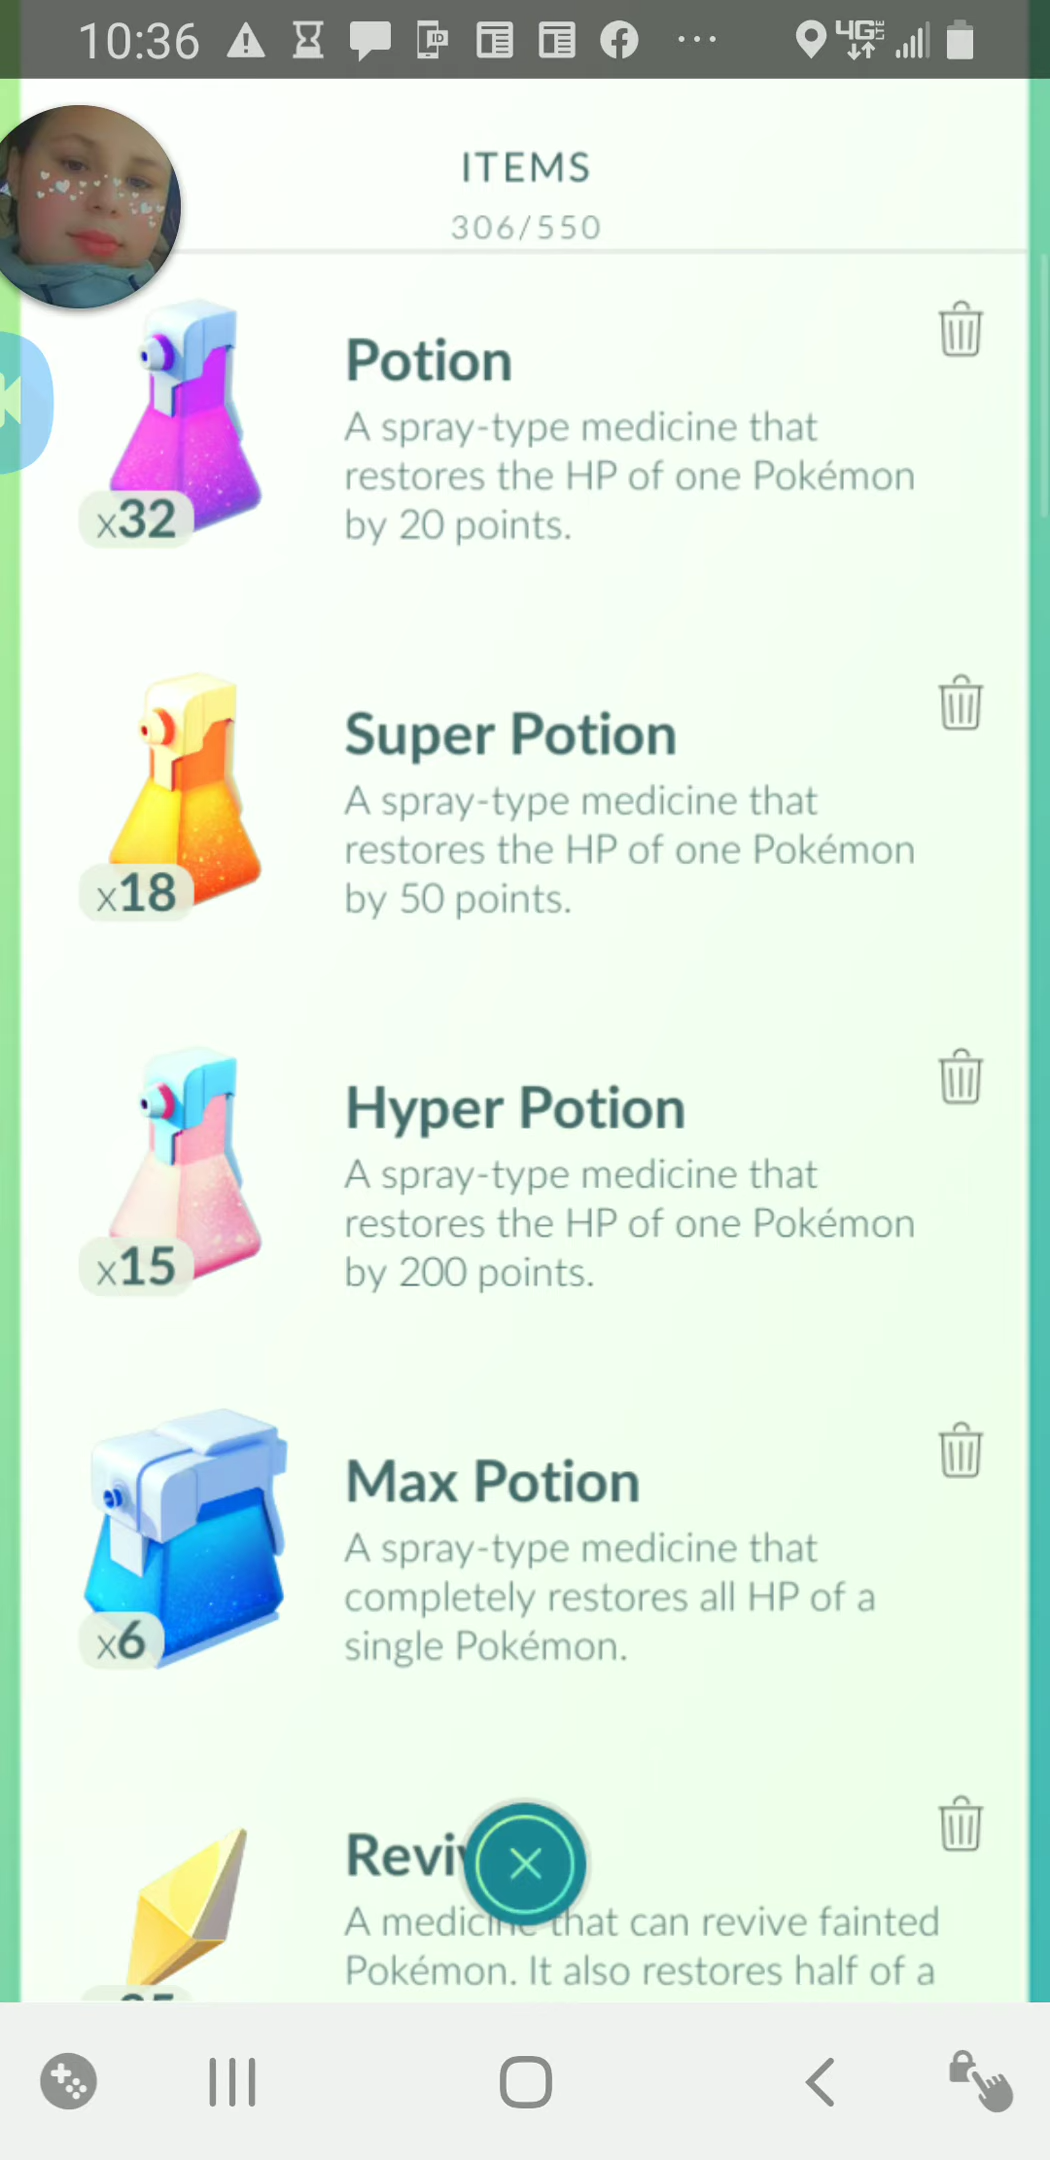 10:36 4G LTE
ITEMS
306/550
Potion
A spray-type medicine that
restores the HP of one Pokémon
by 20 points.
x32
Super Potion
A spray-type medicine that
restores the HP of one Pokémon
by 50 points.
x18
Hyper Potion
A spray-type medicine that
restores the HP of one Pokémon
by 200 points.
x15
Max Potion
A spray-type medicine that
completely restores all HP of a
single Pokémon.
x6
A medicine that can revive fainted
Pokémon. It also restores half of a